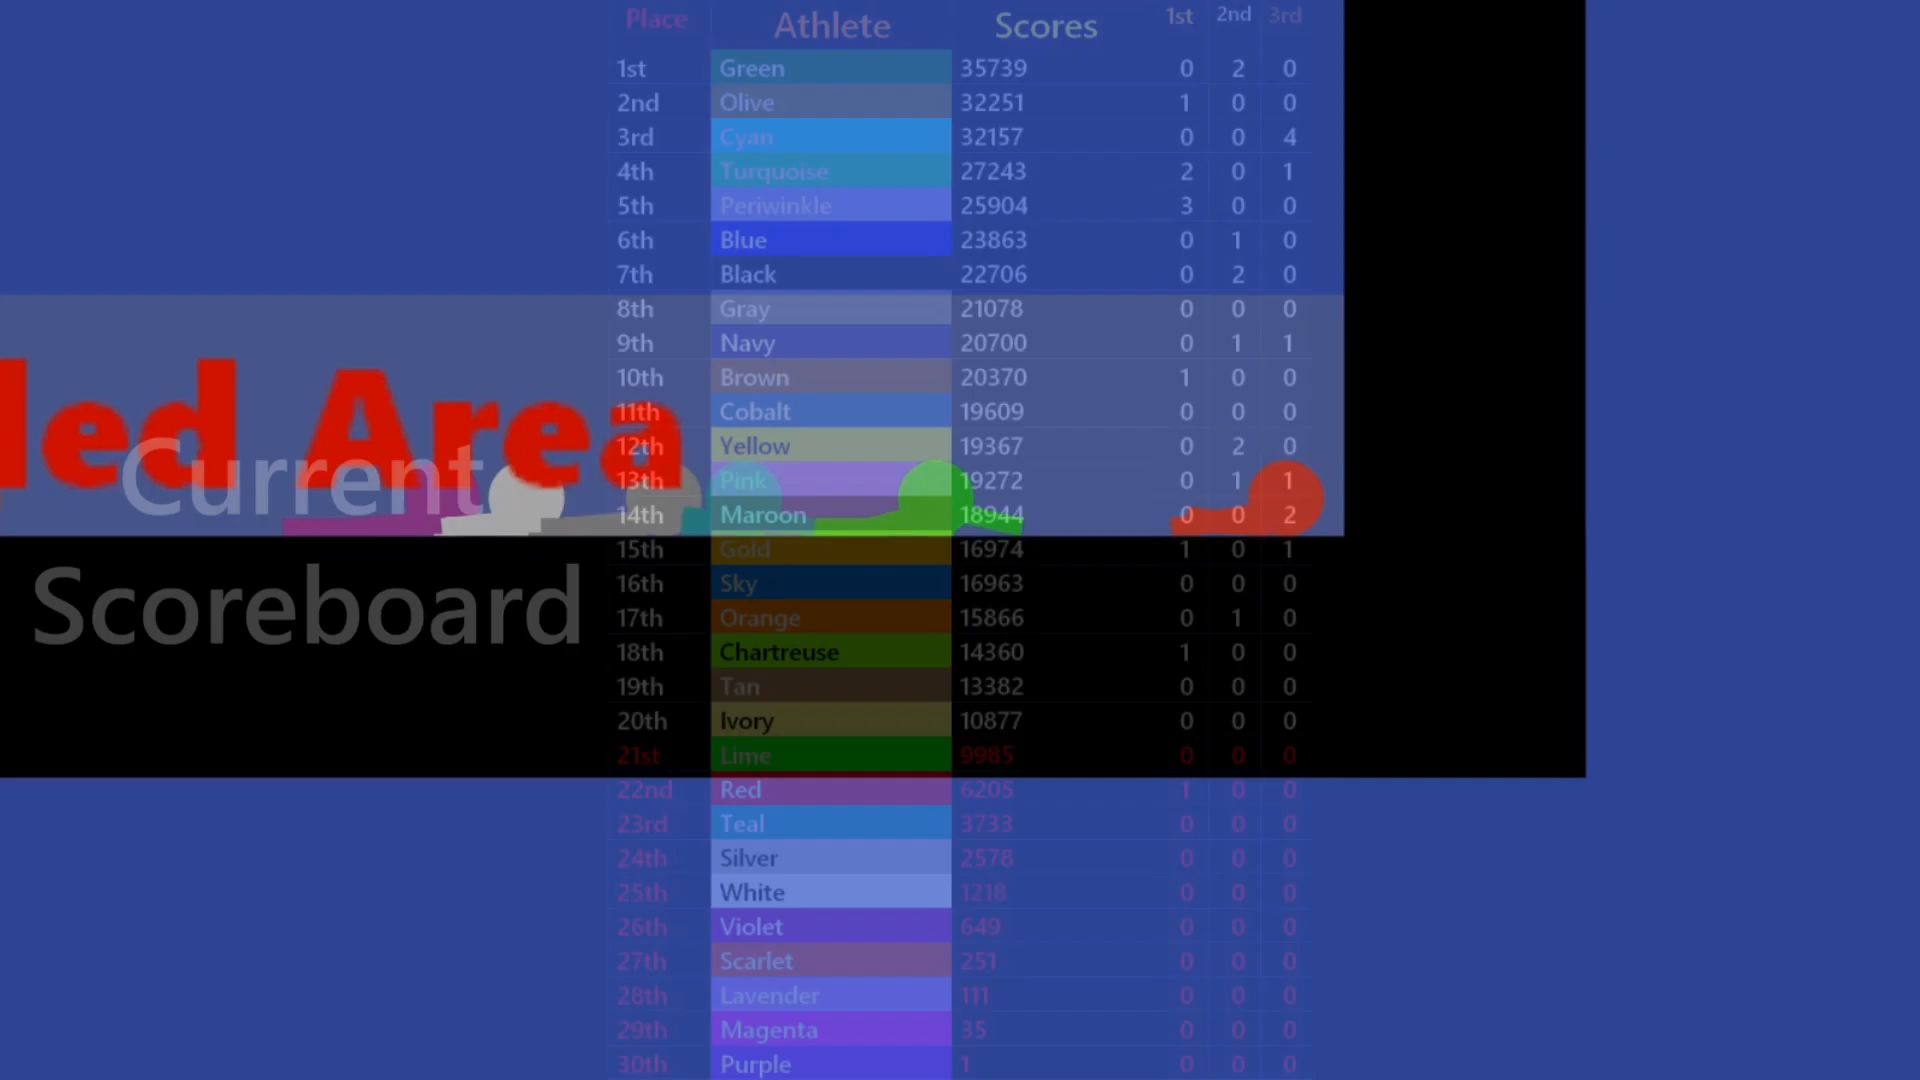 Place Athlete Scores 1st 2nd 3rd
1st Green 35739 0 2 0
2nd Olive 32251 1 0 0
3rd Cyan 32157 0 0 4
4th Turquoise 27243 2 0 1
5th Periwinkle 25904 3 0 0
6th Blue 23863 0 1 0
7th Black 22706 0 2 0
8th Gray 21078 0 0 0
9th Navy 20700 0 1 1
10th Brown 20370 1 0 0
11th Cobalt 19609 0 0 0
12th Yellow 19367 0 2 0
13th Pink 19272 0 1 1
14th Maroon 18944 0 0 2
15th Gold 16974 1 0 1
16th Sky 16963 0 0 0
17th Orange 15866 0 1 0
18th Chartreuse 14360 1 0 0
19th Tan 13382 0 0 0
20th Ivory 10877 0 0 0
21st Lime 9985 0 0 0
22nd Red 6205 1 0 0
23rd Teal 3733 0 0 0
24th Silver 2578 0 0 0
25th White 1218 0 0 0
26th Violet 649 0 0 0
27th Scarlet 251 0 0 0
28th Lavender 111 0 0 0
29th Magenta 35 0 0 0
30th Purple 1 0 0 0
Area
Current
Scoreboard